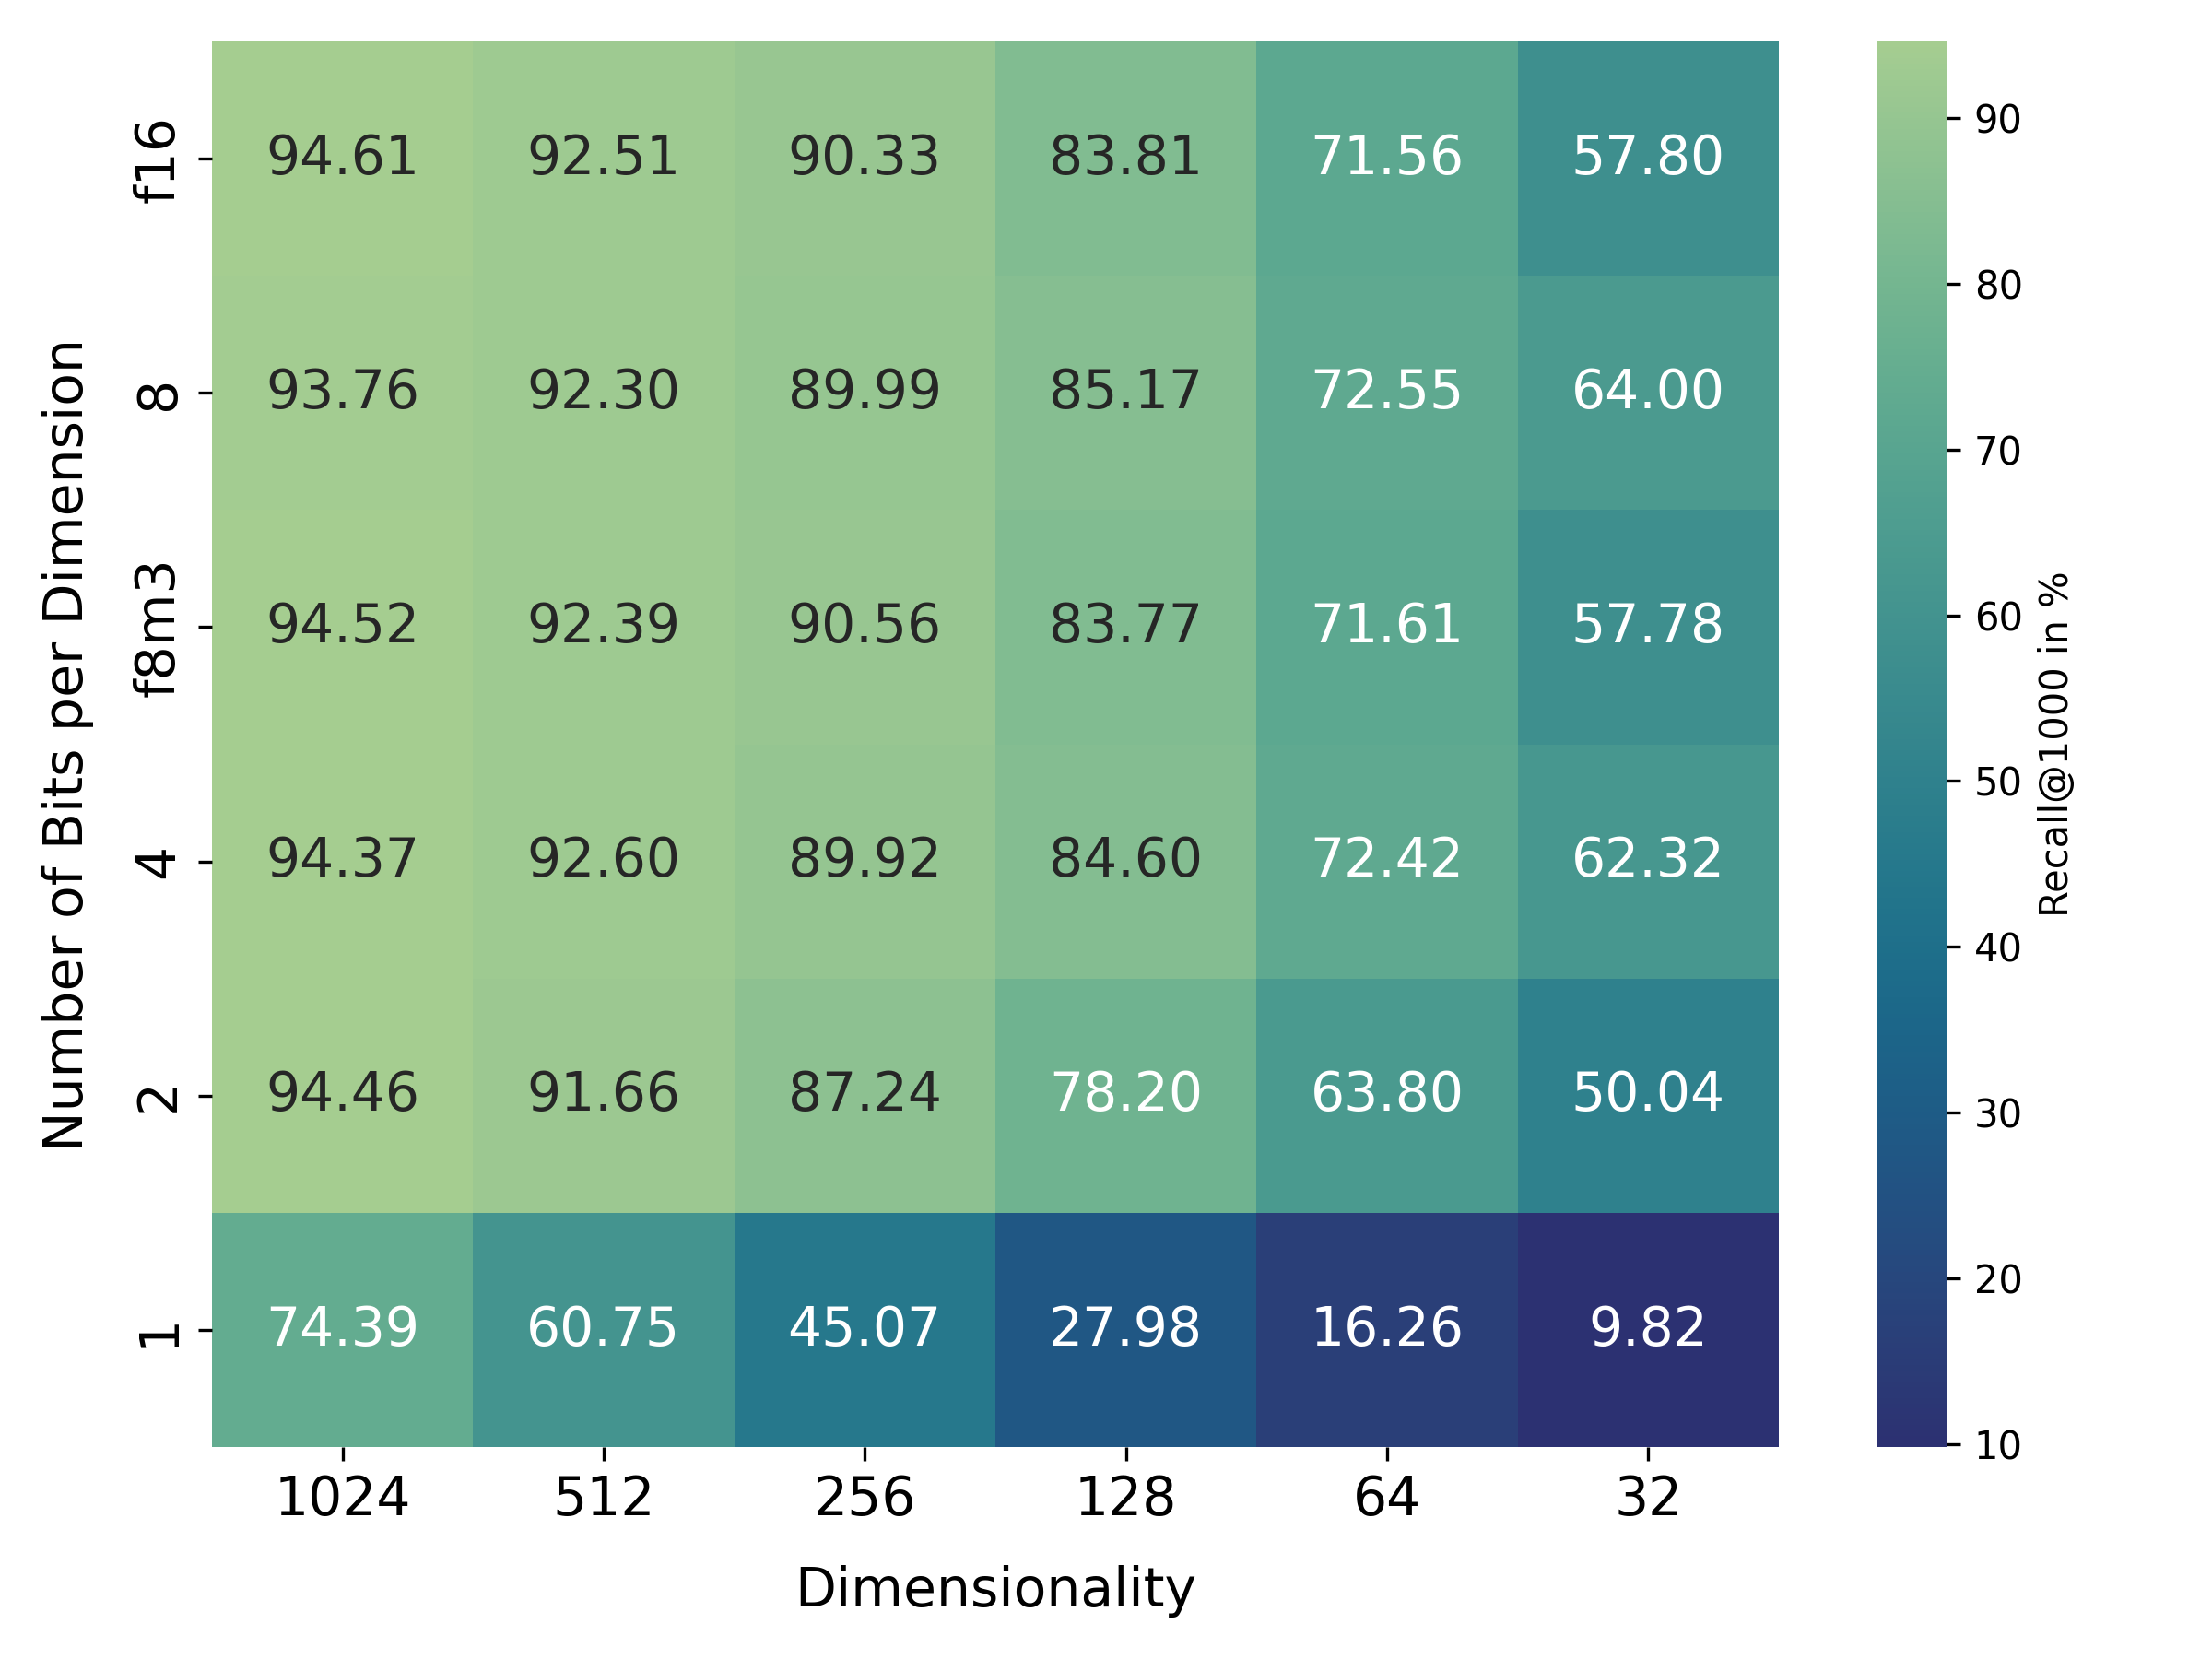 Number of Bits per Dimension
f16 94.61 92.51 90.33 83.81 71.56 57.80
8 93.76 92.30 89.99 85.17 72.55 64.00
f8m3 94.52 92.39 90.56 83.77 71.61 57.78
4 94.37 92.60 89.92 84.60 72.42 62.32
2 94.46 91.66 87.24 78.20 63.80 50.04
1 74.39 60.75 45.07 27.98 16.26 9.82
1024 512 256 128 64 32
Dimensionality
90
80
70
60
50
40
30
20
10
Recall@1000 in %